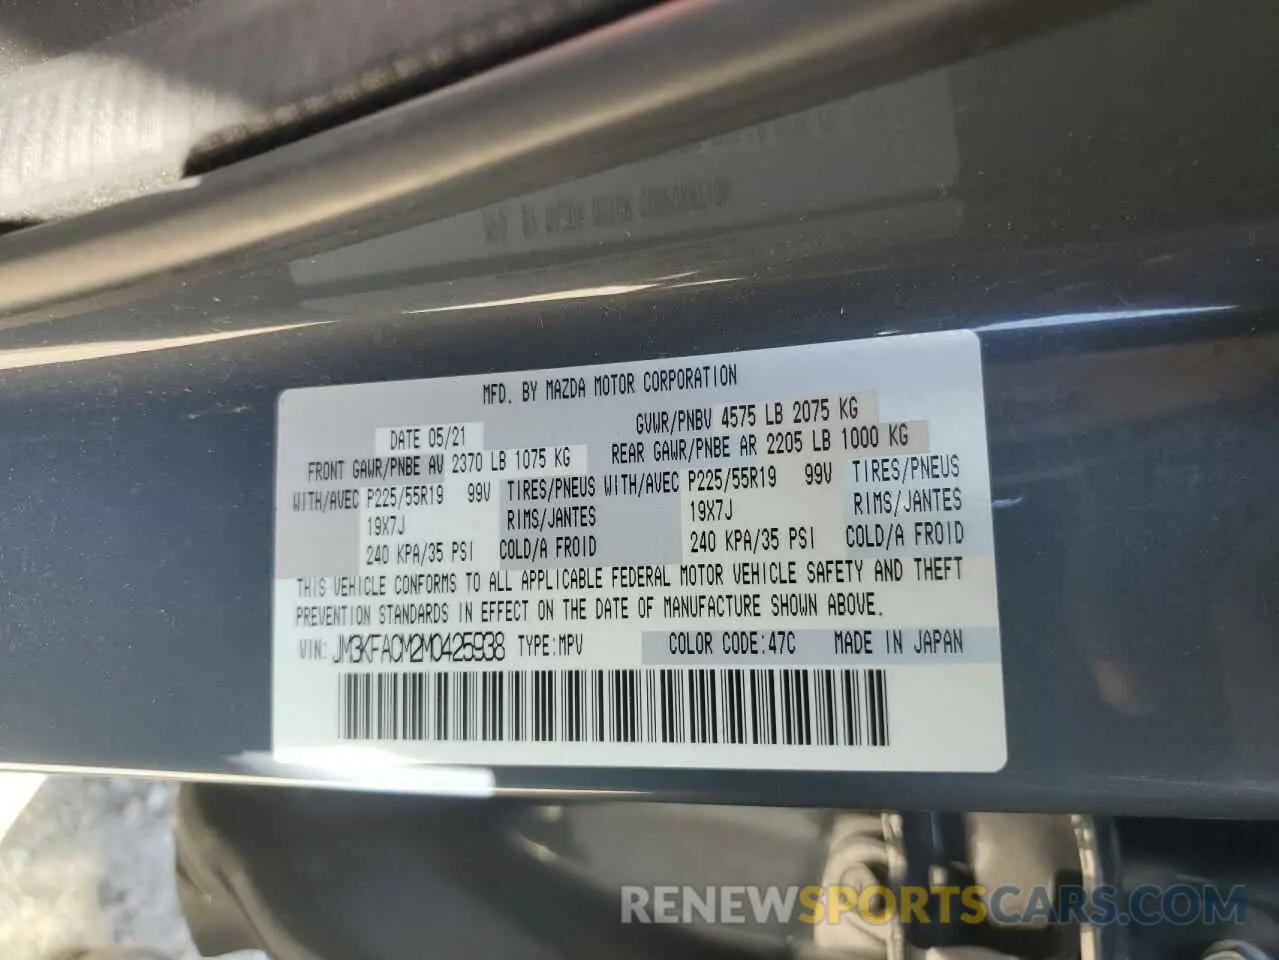 MFD. BY MAZDA MOTOR CORPORATION
DATE 05/21 GVWR/PNBV 4575 LB 2075 KG
FRONT GAWR/PNBE AV 2370 LB 1075 KG REAR GAWR/PNBE AR 2205 LB 1000 KG
WITH/AVEC P225/55R19 99V TIRES/PNEUS WITH/AVEC P225/55R19 99V TIRES/PNEUS
19X7J RIMS/JANTES 19X7J RIMS/JANTES
240 KPA/35 PSI COLD/A FROID 240 KPA/35 PSI COLD/A FROID
THIS VEHICLE CONFORMS TO ALL APPLICABLE FEDERAL MOTOR VEHICLE SAFETY AND THEFT
PREVENTION STANDARDS IN EFFECT ON THE DATE OF MANUFACTURE SHOWN ABOVE.
VIN: JM3KFACM2M0425938 TYPE:MPV COLOR CODE:47C MADE IN JAPAN
RENEWSPORTSCARS.COM